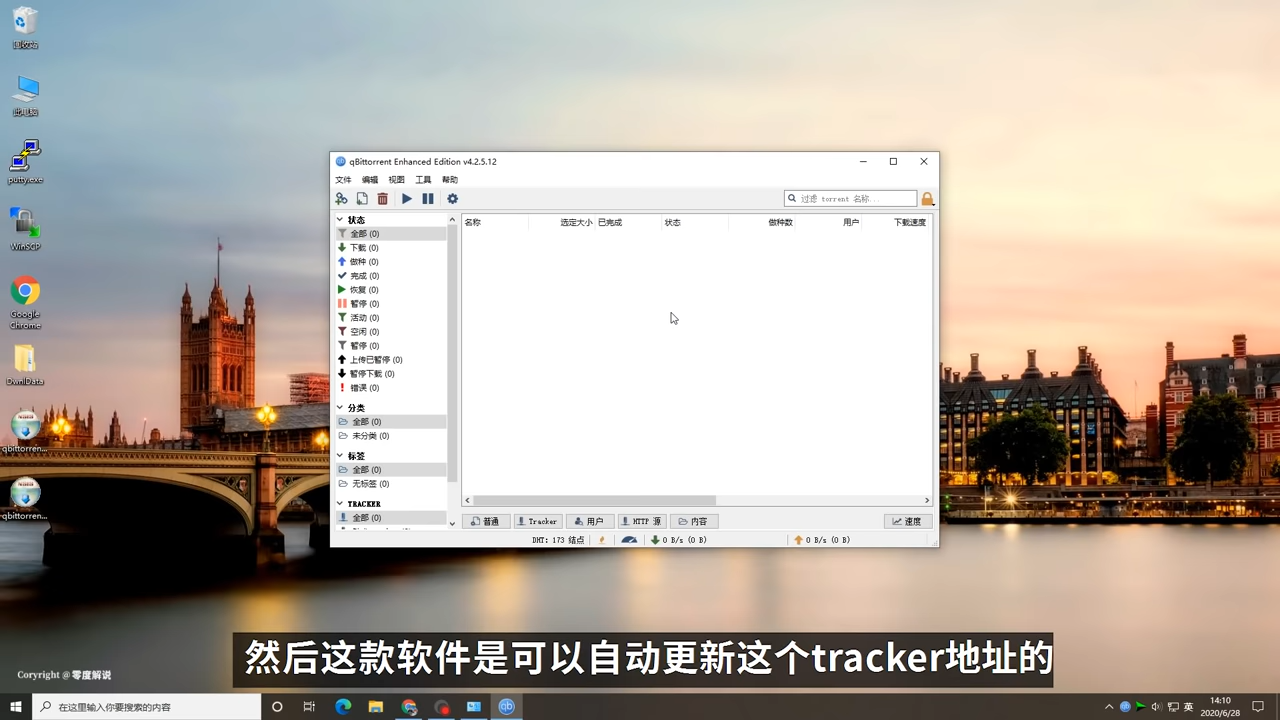 回收站
此电脑
putty.exe
WinSCP
Google
Chrome
DwnlData
qbittorren...
qbittorren...
qBittorrent Enhanced Edition v4.2.5.12
文件 编辑 视图 工具 帮助
过滤 torrent 名称...
状态
全部 (0)
下载 (0)
做种 (0)
完成 (0)
恢复 (0)
暂停 (0)
活动 (0)
空闲 (0)
暂停 (0)
上传已暂停 (0)
暂停下载 (0)
错误 (0)
分类
全部 (0)
未分类 (0)
标签
全部 (0)
无标签 (0)
TRACKER
全部 (0)
名称 选定大小 已完成 状态 做种数 用户 下载速度
普通 Tracker 用户 HTTP 源 内容 速度
DHT: 173 结点 0 B/s (0 B) 0 B/s (0 B)
然后这款软件是可以自动更新这个tracker地址的
Coryright @ 零度解说
在这里输入你要搜索的内容
英
14:10
2020/6/28